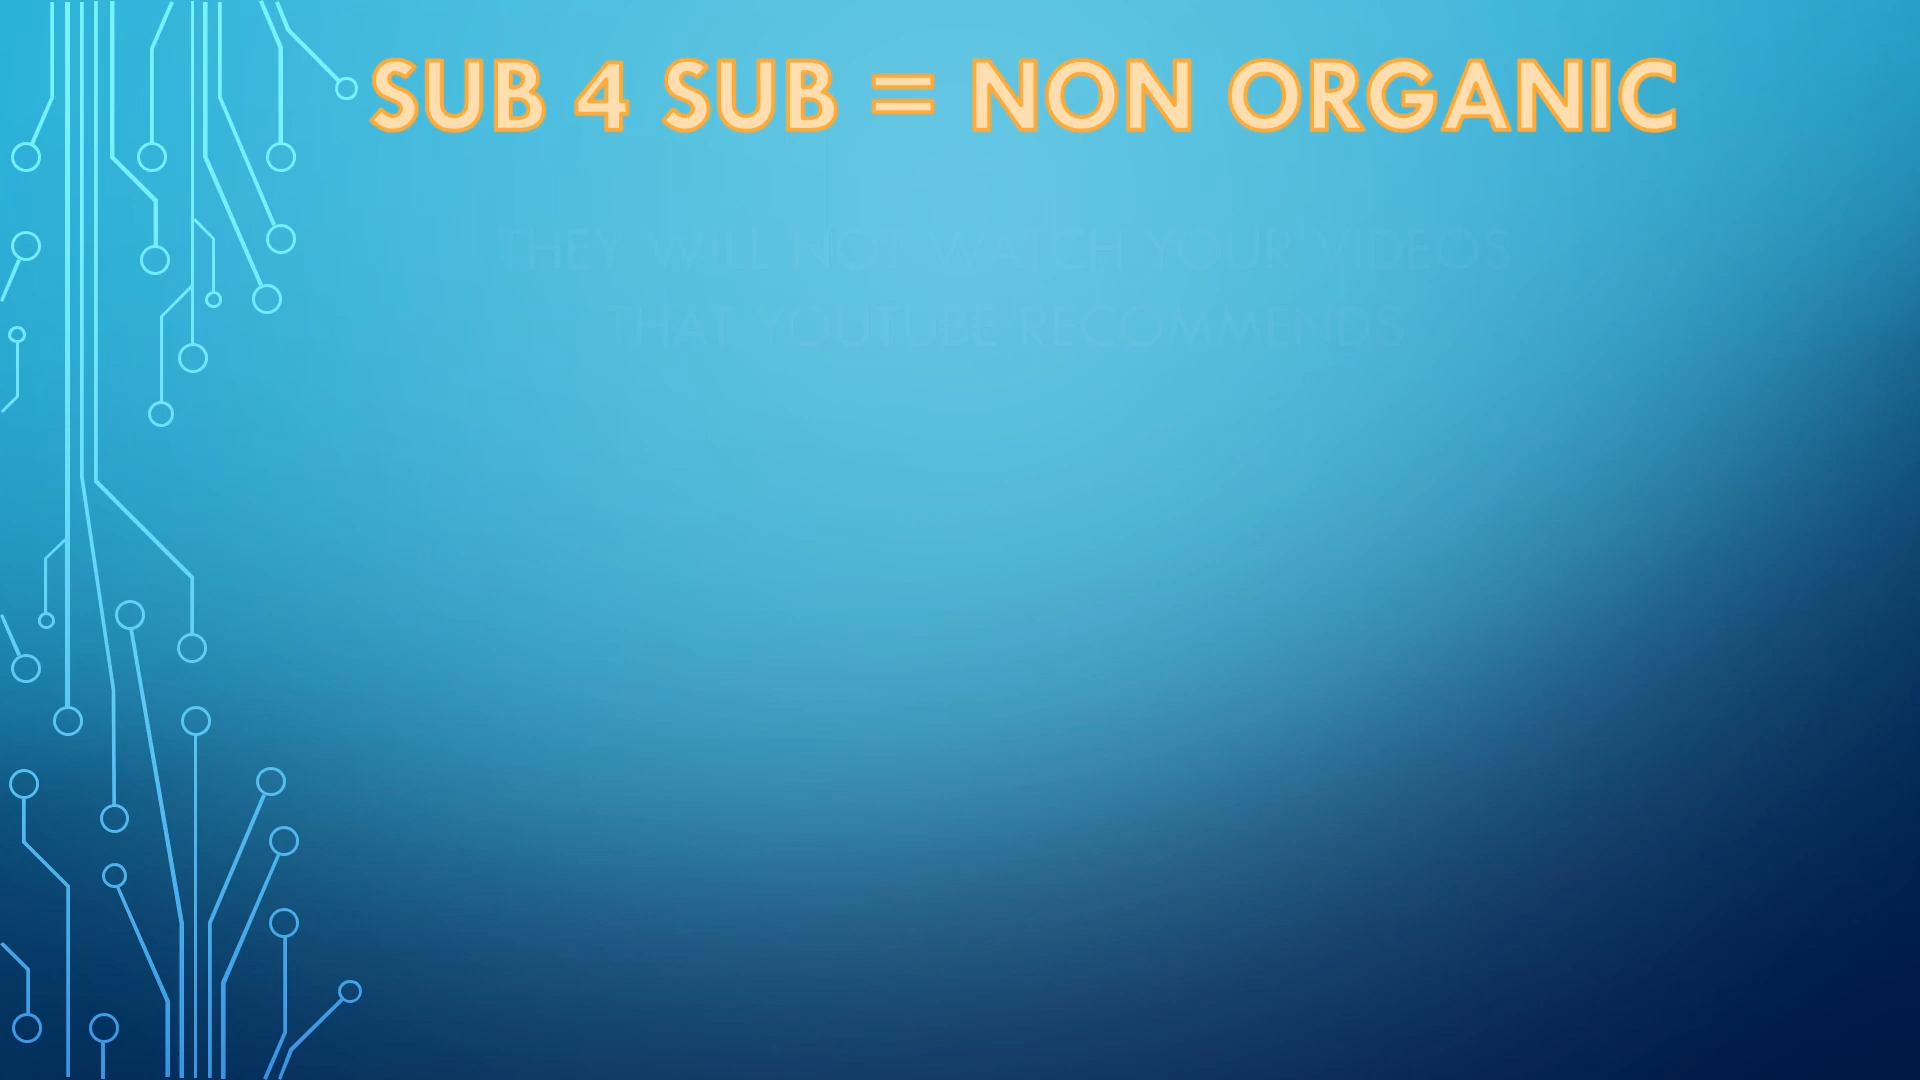 SUB 4 SUB = NON ORGANIC
THEY WILL NOT WATCH YOUR VIDEOS
THAT YOUTUBE RECOMMENDS